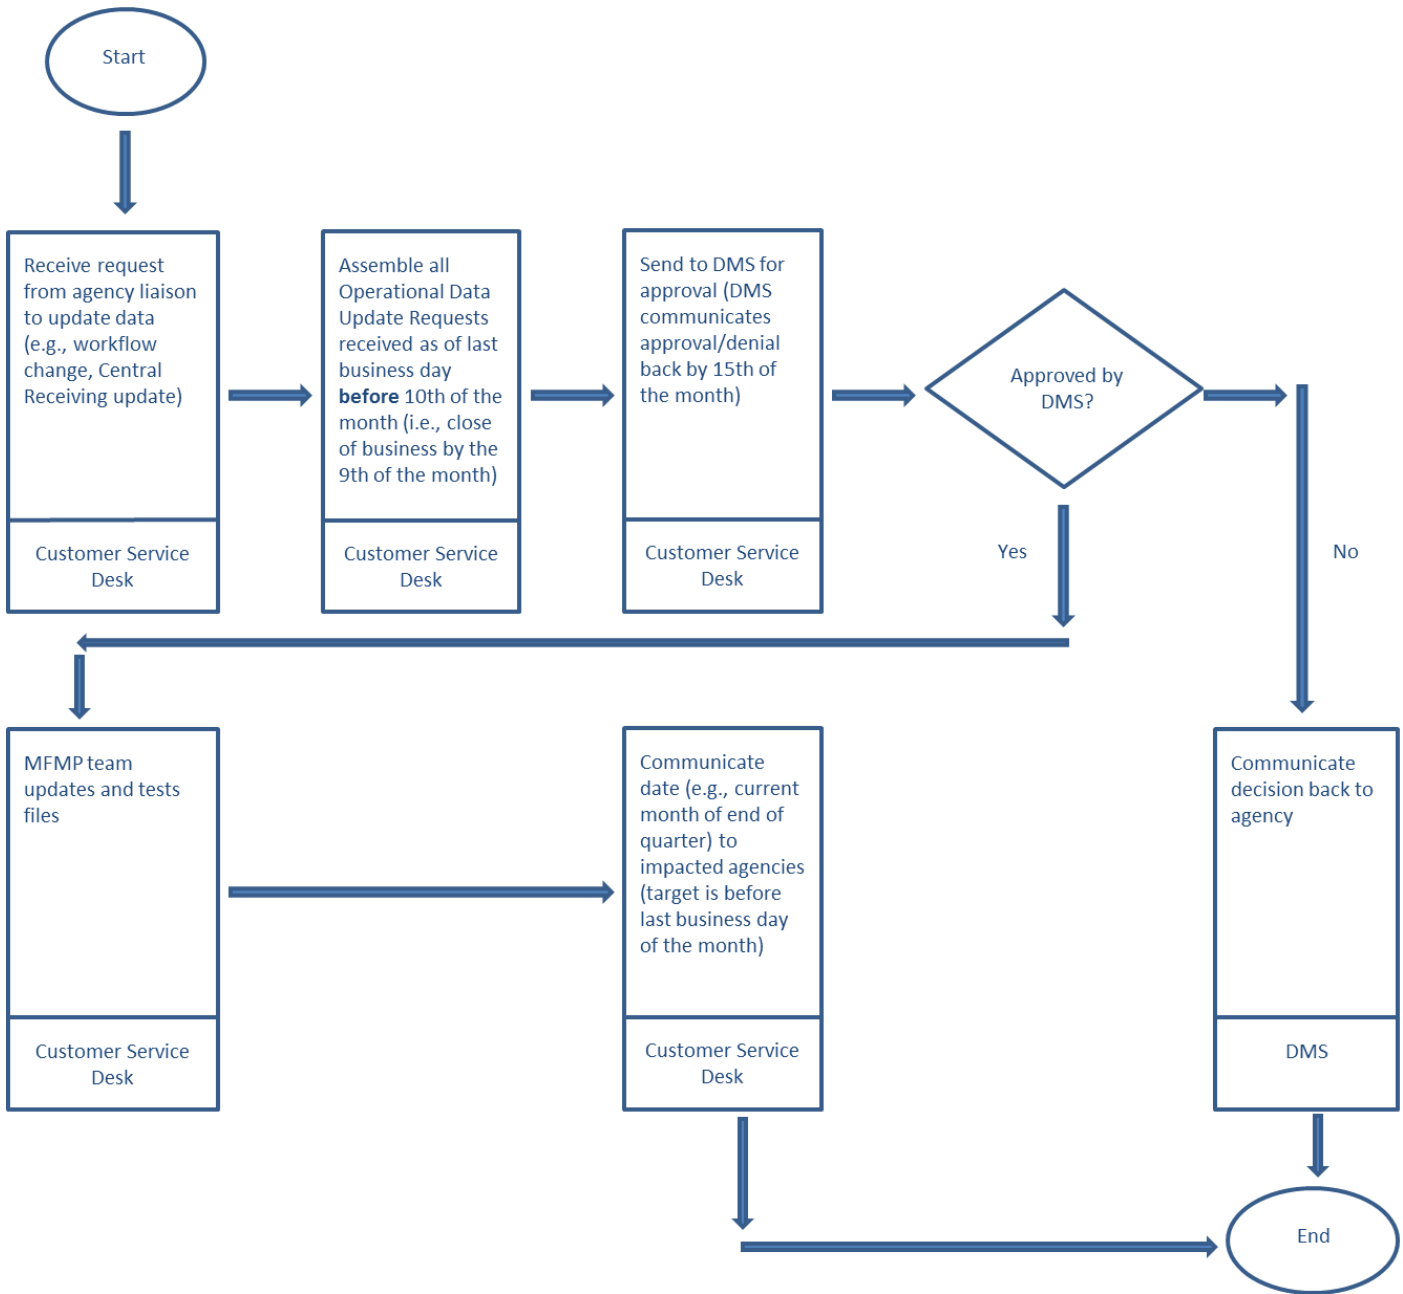 Start
Receive request
from agency liaison
to update data
(e.g., workflow
change, Central
Receiving update)
Customer Service
Desk
Assemble all
Operational Data
Update Requests
received as of last
business day
before 10th of the
month (i.e., close
of business by the
9th of the month)
Customer Service
Desk
Send to DMS for
approval (DMS
communicates
approval/denial
back by 15th of
the month)
Customer Service
Desk
Approved by
DMS?
Yes
No
MFMP team
updates and tests
files
Customer Service
Desk
Communicate
date (e.g., current
month of end of
quarter) to
impacted agencies
(target is before
last business day
of the month)
Customer Service
Desk
Communicate
decision back to
agency
DMS
End